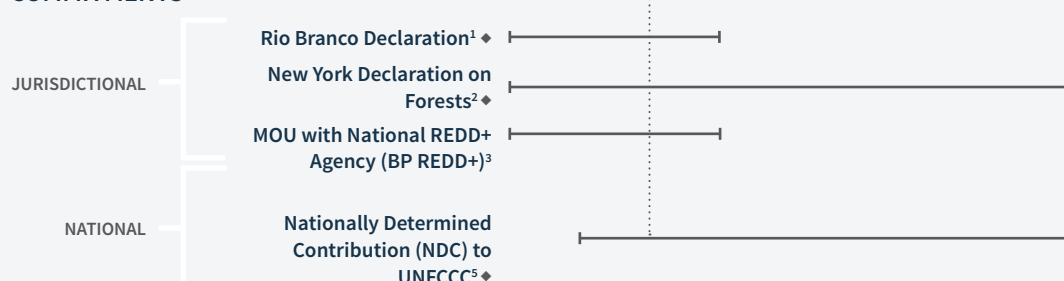 Rio Branco Declaration¹ ◆
JURISDICTIONAL
New York Declaration on
Forests² ◆
MOU with National REDD+
Agency (BP REDD+)³
NATIONAL
Nationally Determined
Contribution (NDC) to
UNFCCC⁵ ◆